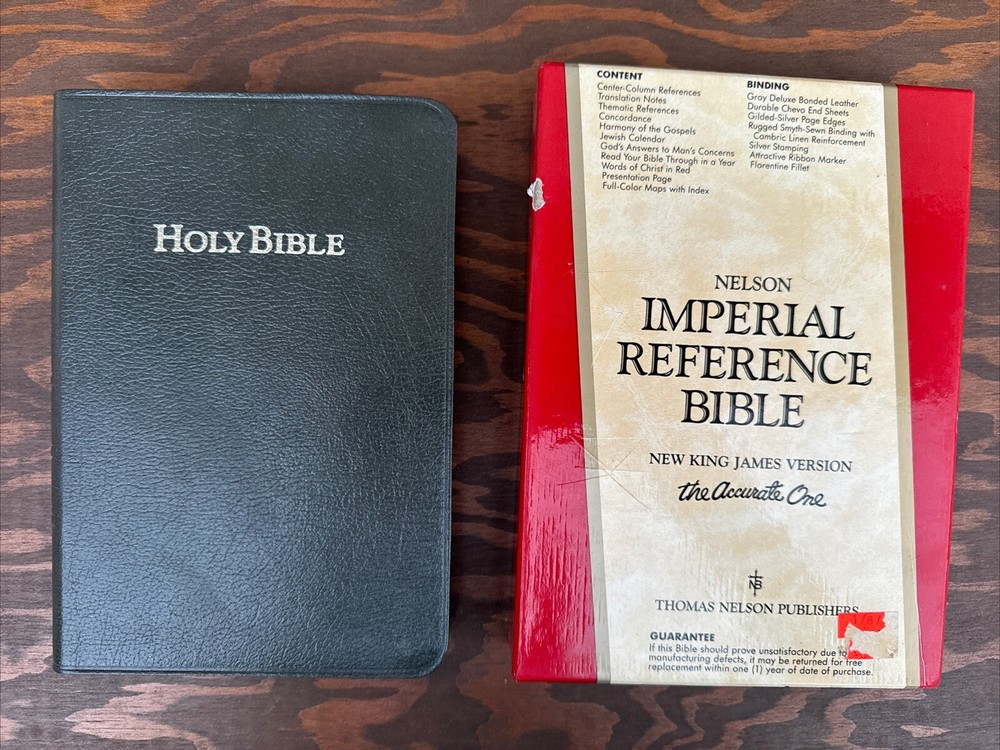 HOLY BIBLE
CONTENT
Center-Column References
Translation Notes
Thematic References
Concordance
Harmony of the Gospels
Jewish Calendar
God's Answers to Man's Concerns
Read Your Bible Through in a Year
Words of Christ in Red
Presentation Page
Full-Color Maps with Index
BINDING
Gray Deluxe Bonded Leather
Durable Chevo End Sheets
Gilded-Silver Page Edges
Rugged Smyth-Sewn Binding with
Cambric Linen Reinforcement
Silver Stamping
Attractive Ribbon Marker
Florentine Fillet
NELSON
IMPERIAL
REFERENCE
BIBLE
NEW KING JAMES VERSION
the Accurate One
NB
THOMAS NELSON PUBLISHERS
GUARANTEE
If this Bible should prove unsatisfactory due to
manufacturing defects, it may be returned for free
replacement within one (1) year of date of purchase.